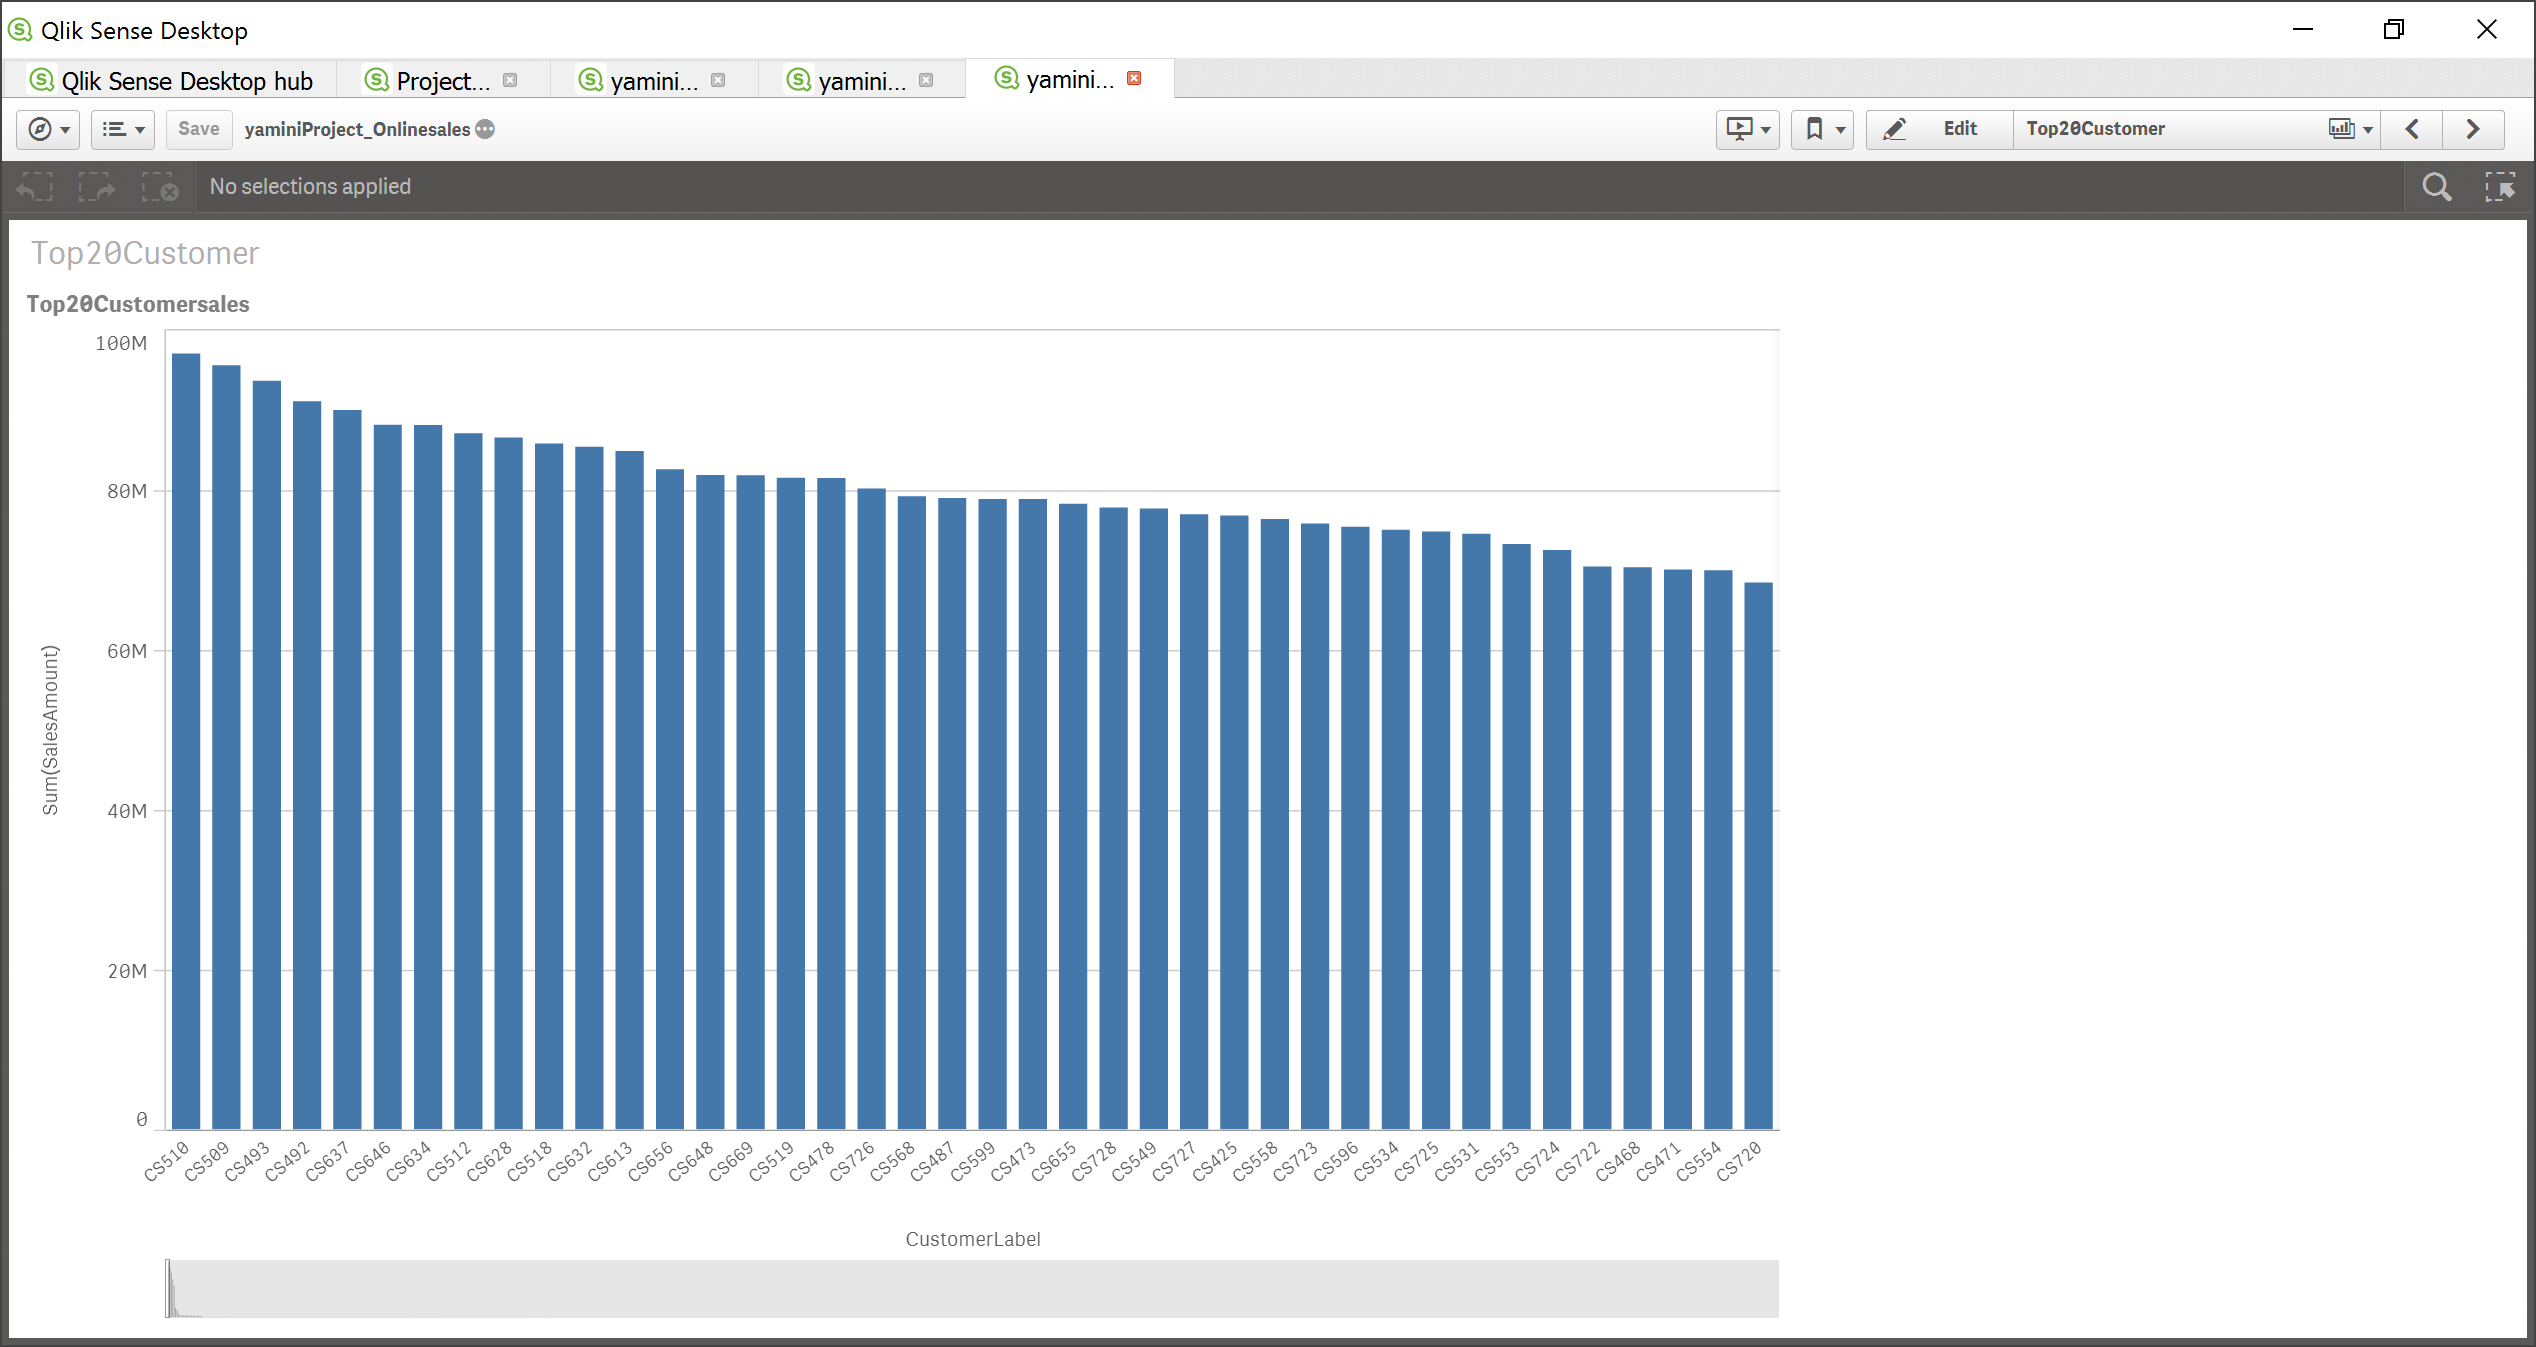 Qlik Sense Desktop
Qlik Sense Desktop hub Project... yamini... yamini... yamini...
Save yaminiProject_Onlinesales Edit Top20Customer
No selections applied
Top20Customer
Top20Customersales
100M
80M
60M
40M
20M
0
Sum(SalesAmount)
CS510 CS509 CS493 CS492 CS637 CS646 CS634 CS512 CS628 CS518 CS632 CS613 CS656 CS648 CS669 CS519 CS478 CS726 CS568 CS487 CS599 CS473 CS655 CS728 CS549 CS727 CS425 CS558 CS723 CS596 CS534 CS725 CS531 CS553 CS724 CS722 CS468 CS471 CS554 CS720
CustomerLabel